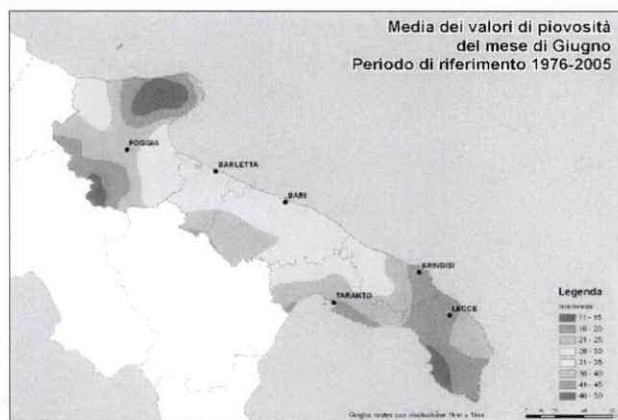 Media dei valori di piovosità
del mese di Giugno
Periodo di riferimento 1976-2005
FOGGIA
BARLETTA
BARI
BRINDISI
TARANTO
LECCE
Legenda
11 - 15
16 - 20
21 - 25
26 - 30
31 - 35
36 - 40
41 - 45
46 - 50